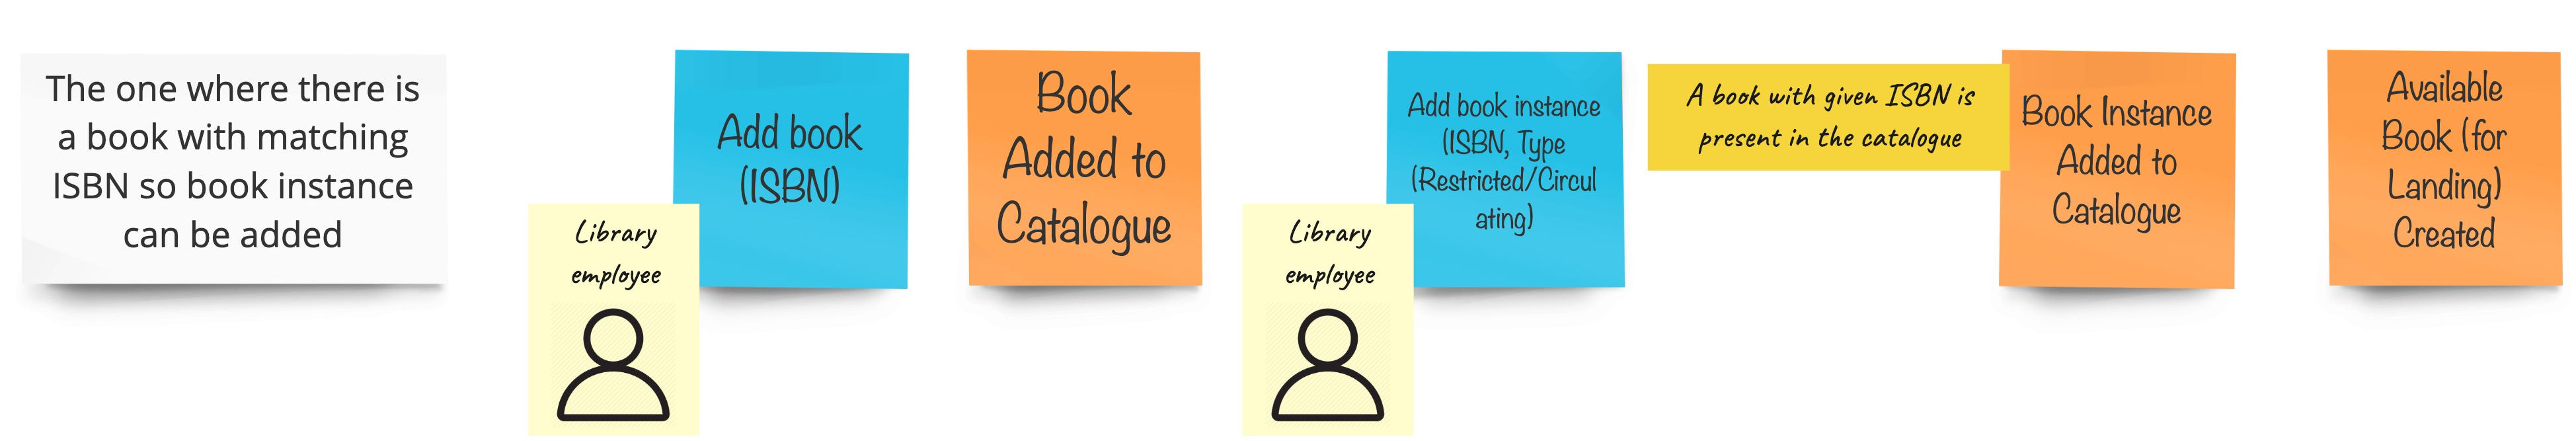 The one where there is
a book with matching
ISBN so book instance
can be added
Library
employee
Add book
(ISBN)
Book
Added to
Catalogue
Library
employee
Add book instance
(ISBN, Type
(Restricted/Circul
ating)
A book with given ISBN is
present in the catalogue
Book Instance
Added to
Catalogue
Available
Book (for
Landing)
Created